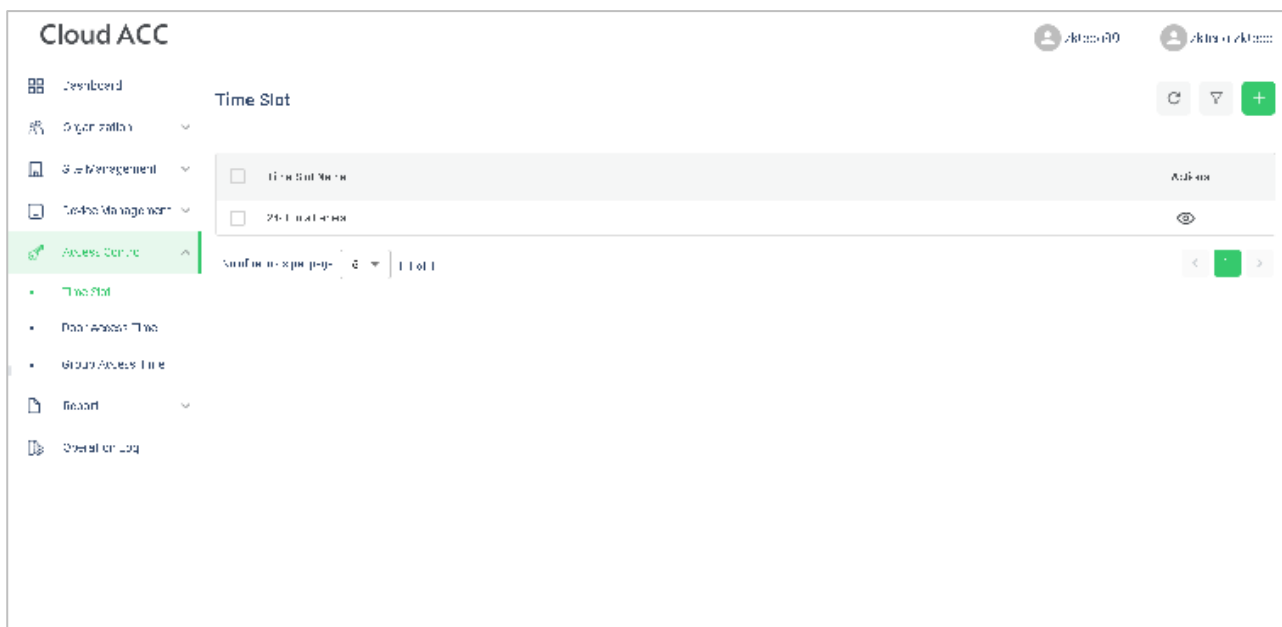 Cloud ACC
Dashboard
Time Slot
Organization
Site Management
Time Slot Name
Actions
Device Management
Access Control
Time Slot
Door Access Time
Group Access Time
Report
Operation Log